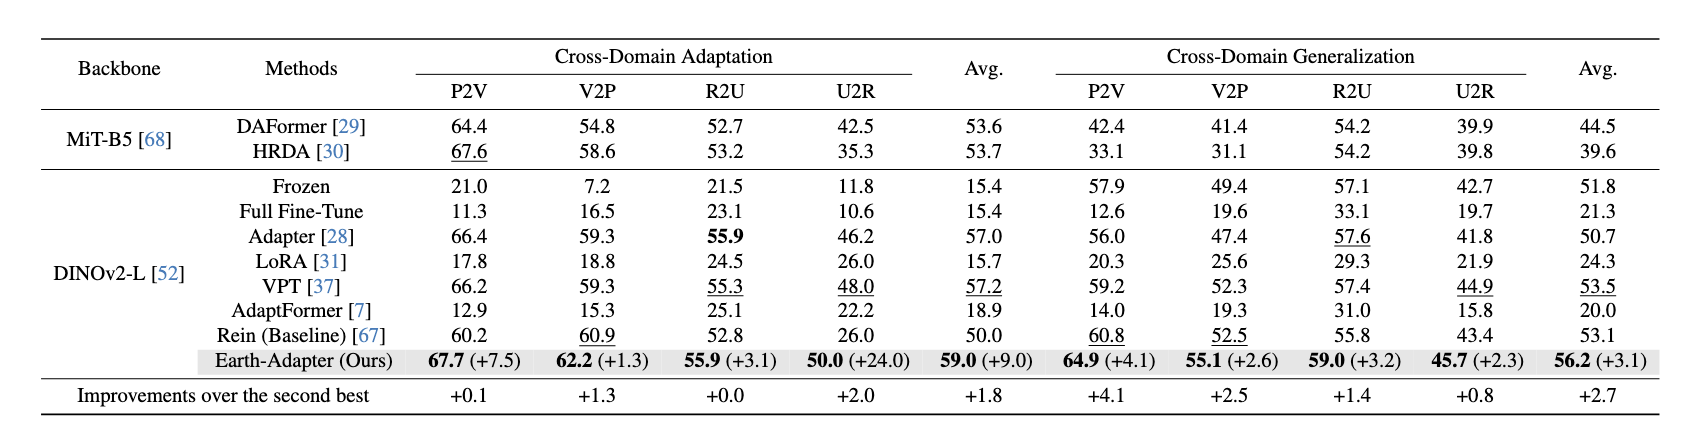 Backbone Methods Cross-Domain Adaptation Avg. Cross-Domain Generalization Avg.
P2V V2P R2U U2R P2V V2P R2U U2R
MiT-B5 [68]
DAFormer [29] 64.4 54.8 52.7 42.5 53.6 42.4 41.4 54.2 39.9 44.5
HRDA [30] 67.6 58.6 53.2 35.3 53.7 33.1 31.1 54.2 39.8 39.6
DINOv2-L [52]
Frozen 21.0 7.2 21.5 11.8 15.4 57.9 49.4 57.1 42.7 51.8
Full Fine-Tune 11.3 16.5 23.1 10.6 15.4 12.6 19.6 33.1 19.7 21.3
Adapter [28] 66.4 59.3 55.9 46.2 57.0 56.0 47.4 57.6 41.8 50.7
LoRA [31] 17.8 18.8 24.5 26.0 15.7 20.3 25.6 29.3 21.9 24.3
VPT [37] 66.2 59.3 55.3 48.0 57.2 59.2 52.3 57.4 44.9 53.5
AdaptFormer [7] 12.9 15.3 25.1 22.2 18.9 14.0 19.3 31.0 15.8 20.0
Rein (Baseline) [67] 60.2 60.9 52.8 26.0 50.0 60.8 52.5 55.8 43.4 53.1
Earth-Adapter (Ours) 67.7 (+7.5) 62.2 (+1.3) 55.9 (+3.1) 50.0 (+24.0) 59.0 (+9.0) 64.9 (+4.1) 55.1 (+2.6) 59.0 (+3.2) 45.7 (+2.3) 56.2 (+3.1)
Improvements over the second best +0.1 +1.3 +0.0 +2.0 +1.8 +4.1 +2.5 +1.4 +0.8 +2.7